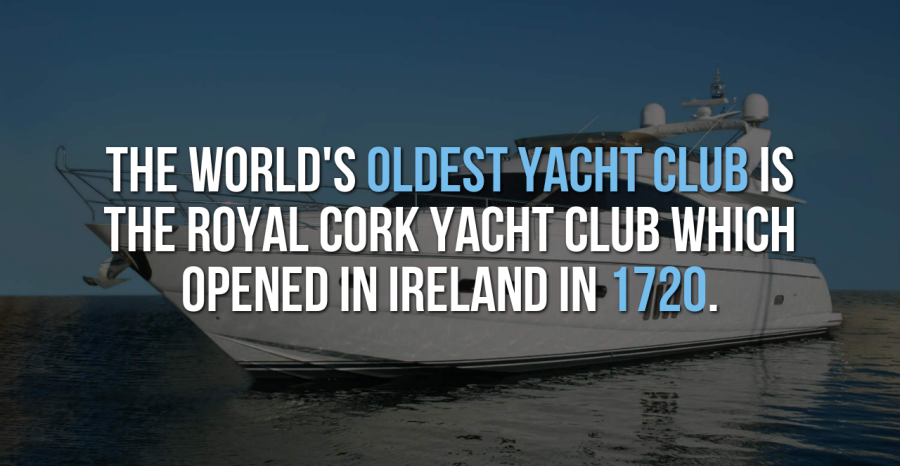 THE WORLD'S OLDEST YACHT CLUB IS
THE ROYAL CORK YACHT CLUB WHICH
OPENED IN IRELAND IN 1720.